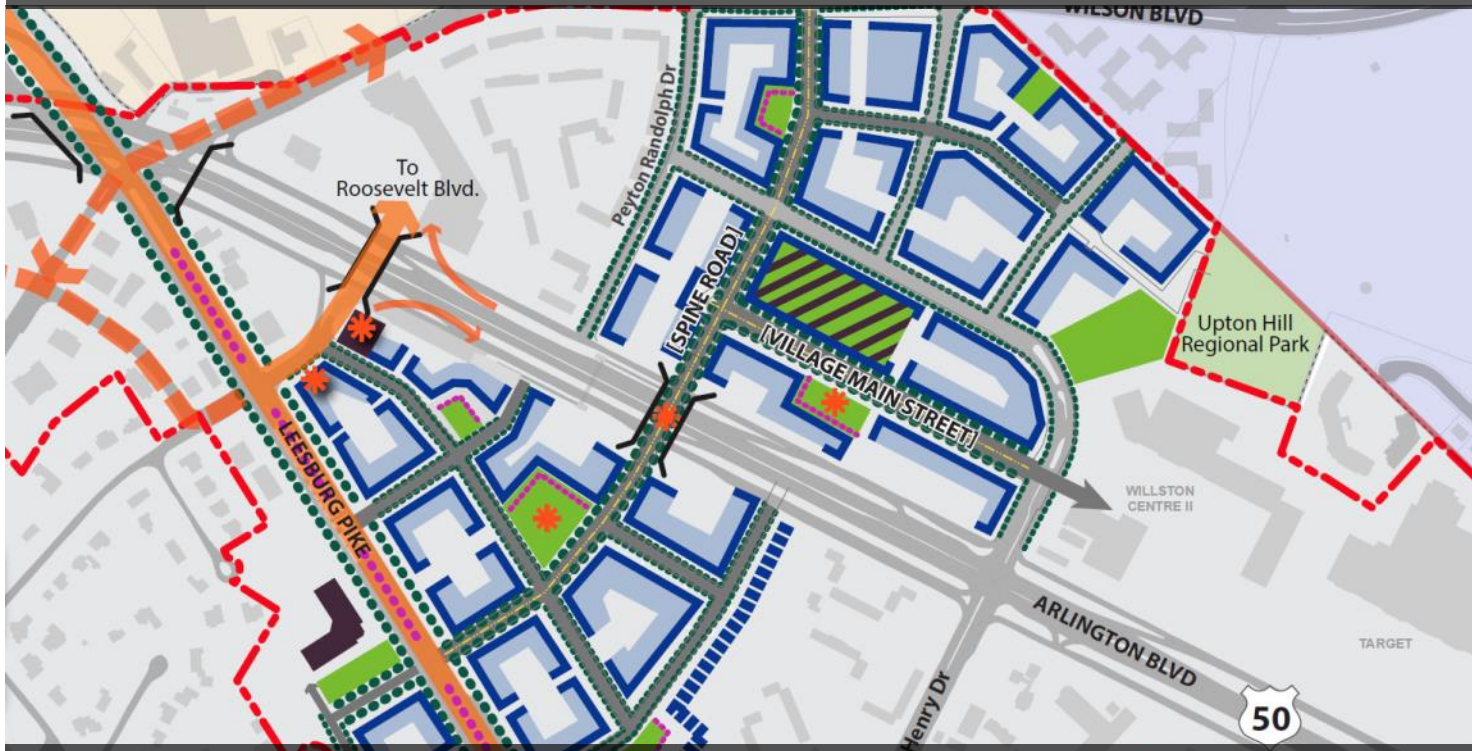 WILSON BLVD
Peyton Randolph Dr
To
Roosevelt Blvd.
[SPINE ROAD]
Upton Hill
Regional Park
[VILLAGE MAIN STREET]
LEESBURG PIKE
WILLSTON
CENTRE II
ARLINGTON BLVD
TARGET
Henry Dr
50